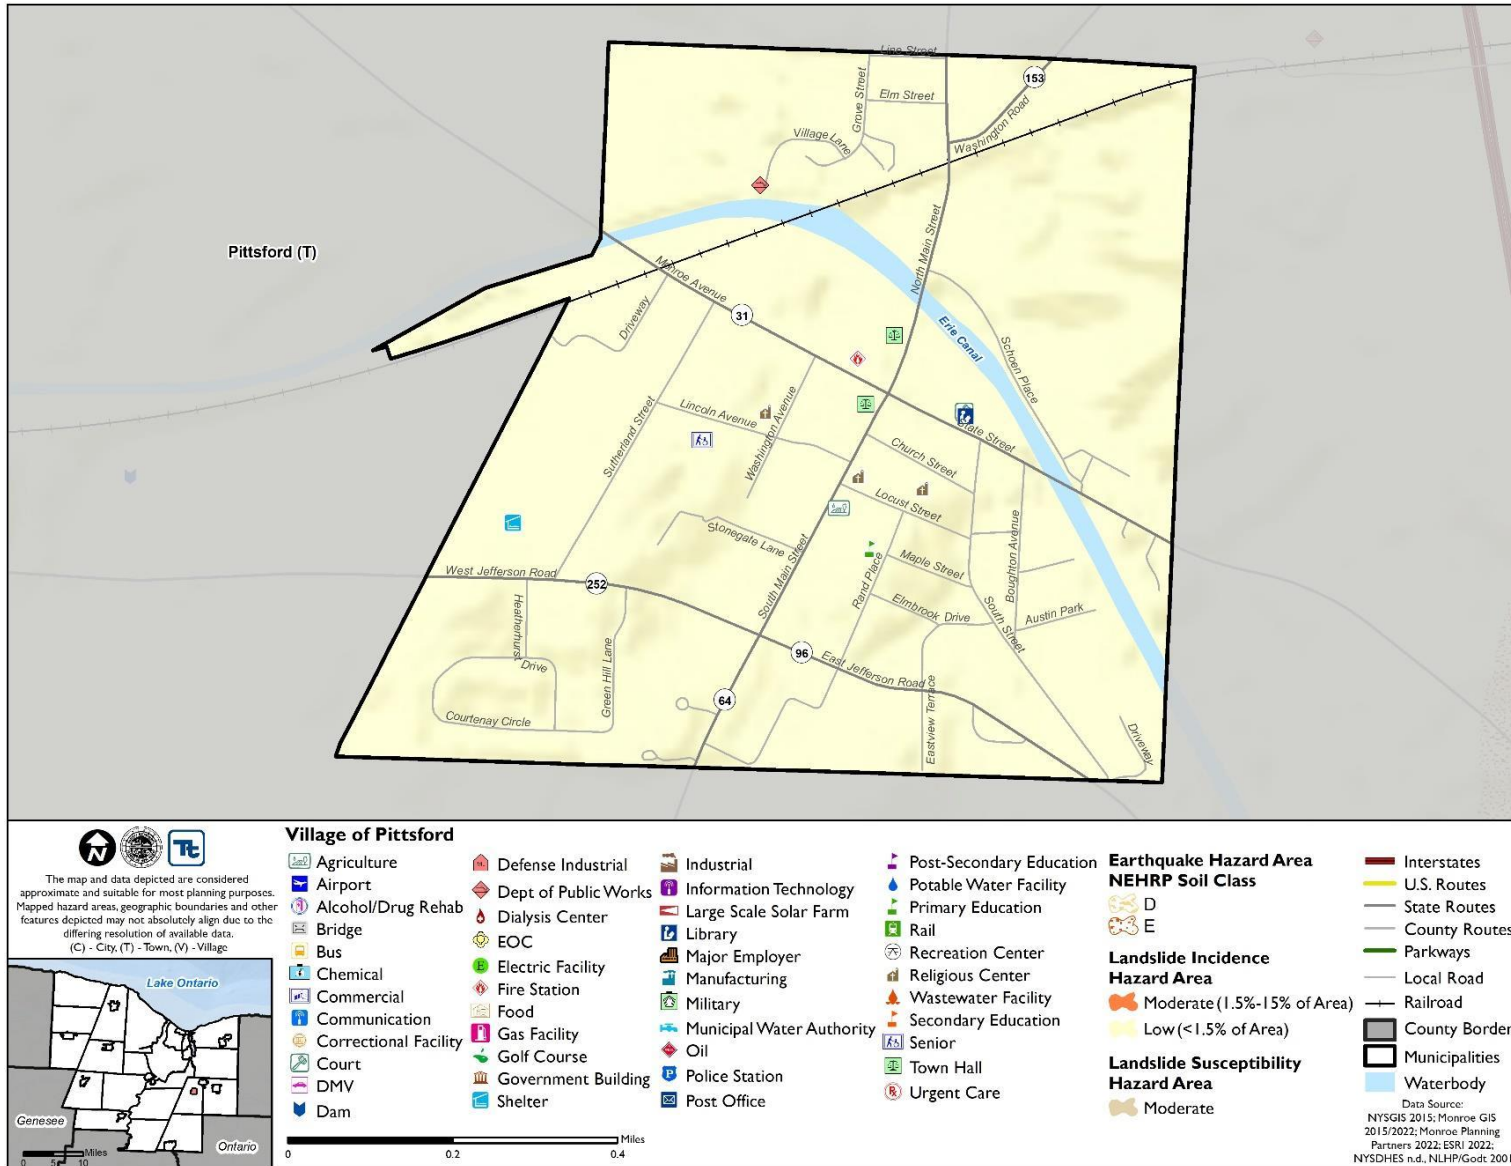 Line Street
153
Elm Street
Grove Street
Washington Road
Village Lane
Pittsford (T)
North Main Street
Monroe Avenue
31
Driveway
Erie Canal
Schoen Place
Sutherland Street
Lincoln Avenue
Washington Avenue
State Street
Church Street
Locust Street
Stonegate Lane
Boughton Avenue
Maple Street
South Main Street
Rand Place
West Jefferson Road
252
Elmbrook Drive
Austin Park
South Street
Heatherhurst
Drive
Green Hill Lane
96
East Jefferson Road
64
Courtenay Circle
Eastview Terrace
Driveway
N
Tt
The map and data depicted are considered
approximate and suitable for most planning purposes.
Mapped hazard areas, geographic boundaries and other
features depicted may not absolutely align due to the
differing resolution of available data.
(C) - City, (T) - Town, (V) - Village
Lake Ontario
Genesee
Ontario
Miles
0 5 10
Village of Pittsford
Agriculture
Airport
Alcohol/Drug Rehab
Bridge
Bus
Chemical
Commercial
Communication
Correctional Facility
Court
DMV
Dam
Defense Industrial
Dept of Public Works
Dialysis Center
EOC
Electric Facility
Fire Station
Food
Gas Facility
Golf Course
Government Building
Shelter
Industrial
Information Technology
Large Scale Solar Farm
Library
Major Employer
Manufacturing
Military
Municipal Water Authority
Oil
Police Station
Post Office
Post-Secondary Education
Potable Water Facility
Primary Education
Rail
Recreation Center
Religious Center
Wastewater Facility
Secondary Education
Senior
Town Hall
Urgent Care
Miles
0 0.2 0.4
Earthquake Hazard Area
NEHRP Soil Class
D
E
Landslide Incidence
Hazard Area
Moderate (1.5%-15% of Area)
Low (<1.5% of Area)
Landslide Susceptibility
Hazard Area
Moderate
Interstates
U.S. Routes
State Routes
County Routes
Parkways
Local Road
Railroad
County Border
Municipalities
Waterbody
Data Source:
NYSGIS 2015; Monroe GIS
2015/2022; Monroe Planning
Partners 2022; ESRI 2022;
NYSDHES n.d., NLHP/Godt 2001